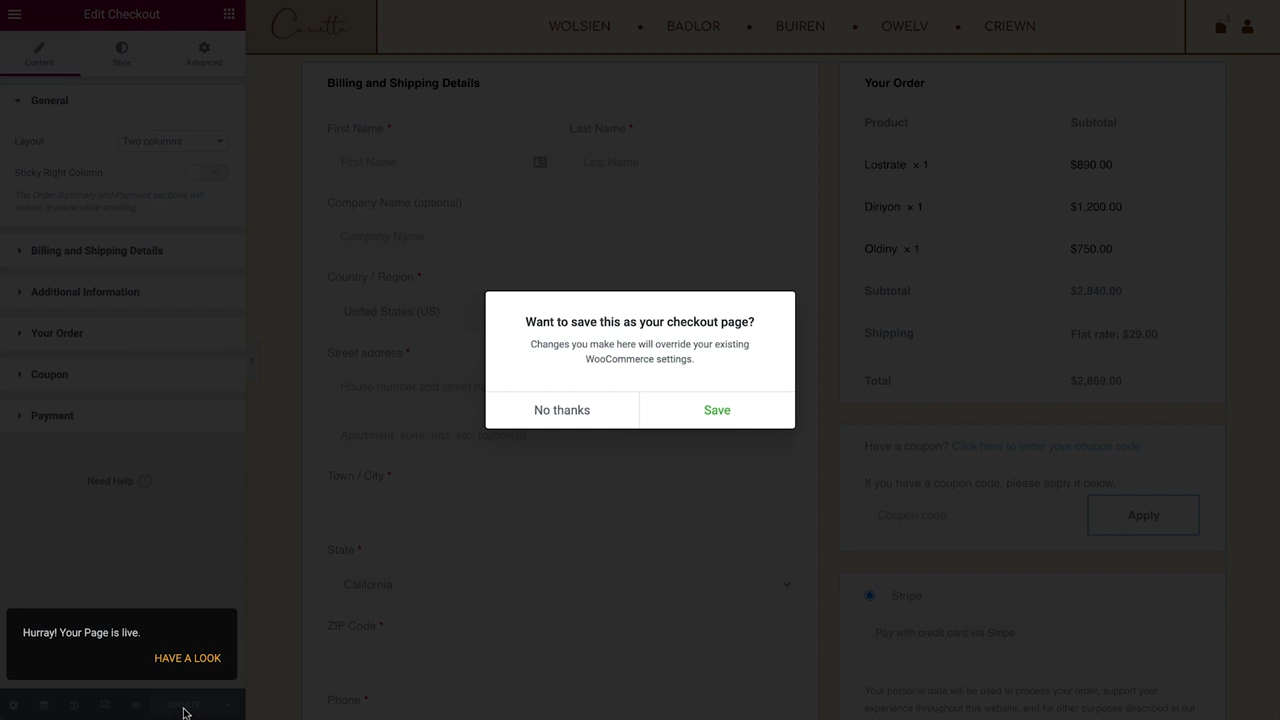 Edit Checkout
Content
Style
Advanced
General
Layout
Two columns
Sticky Right Column
The Order Summary and Payment sections will
remain in place while scrolling.
Billing and Shipping Details
Additional Information
Your Order
Coupon
Payment
Need Help
Hurray! Your Page is live.
HAVE A LOOK
UPDATE
WOLSIEN • BADLOR • BUIREN • OWELV • CRIEWN
Billing and Shipping Details
First Name *
Last Name *
First Name
Last Name
Company Name (optional)
Company Name
Country / Region *
United States (US)
Street address *
House number and street
Apartment, suite, unit, etc. (optional)
Town / City *
State *
California
ZIP Code *
Phone *
Want to save this as your checkout page?
Changes you make here will override your existing
WooCommerce settings.
No thanks
Save
Your Order
Product Subtotal
Lostrate × 1 $890.00
Diriyon × 1 $1,200.00
Oldiny × 1 $750.00
Subtotal $2,840.00
Shipping Flat rate: $29.00
Total $2,869.00
Have a coupon? Click here to enter your coupon code
If you have a coupon code, please apply it below.
Coupon code
Apply
Stripe
Pay with credit card via Stripe
Your personal data will be used to process your order, support your
experience throughout this website, and for other purposes described in our